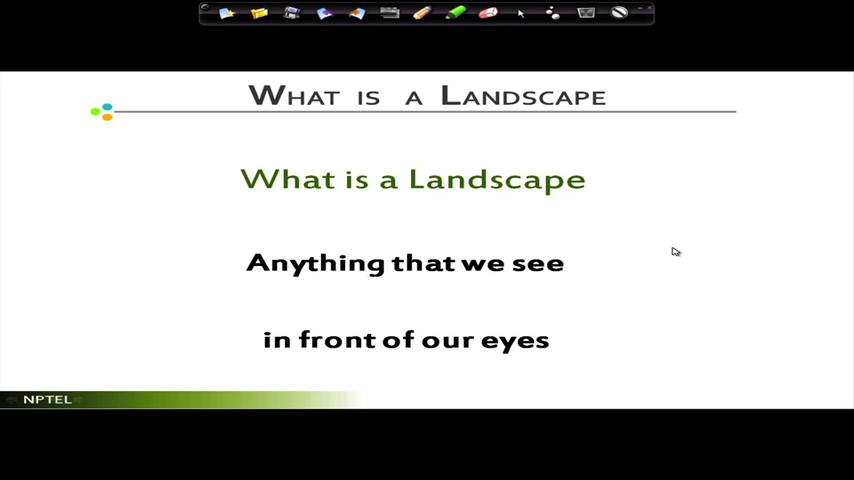 What is a Landscape
What is a Landscape
Anything that we see
in front of our eyes
NPTEL